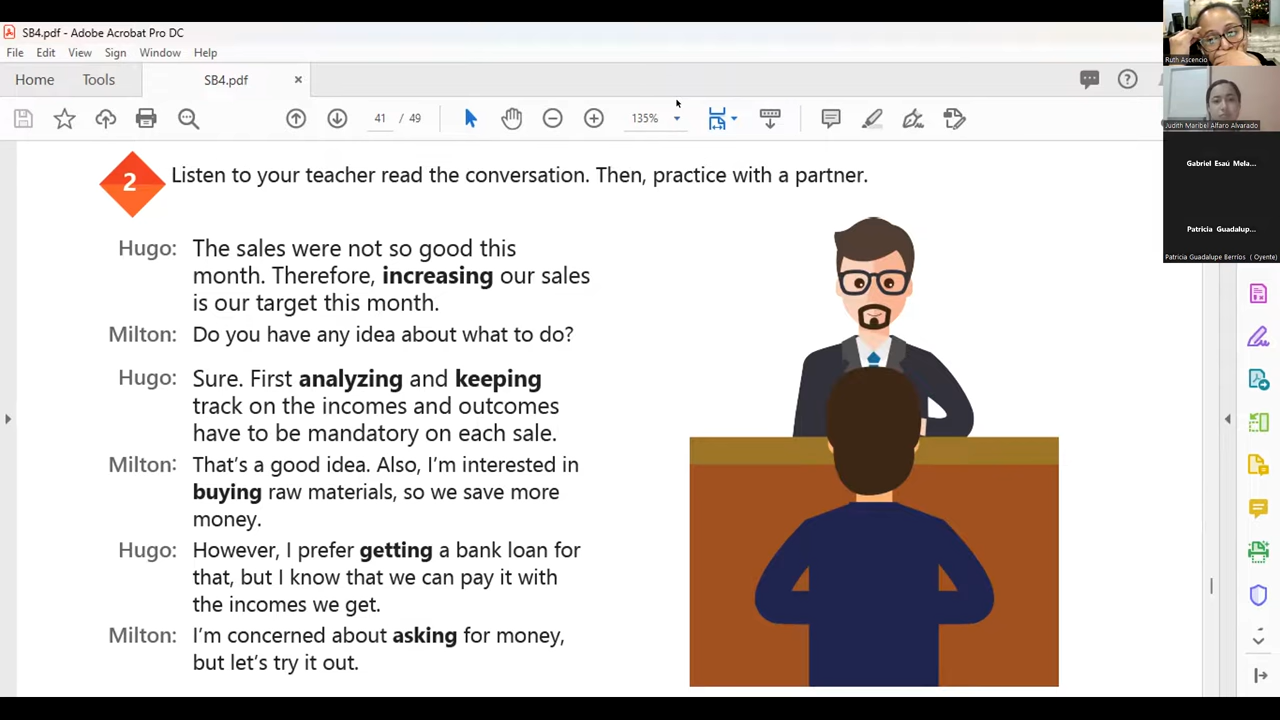 SB4.pdf - Adobe Acrobat Pro DC
File Edit View Sign Window Help
Home Tools SB4.pdf ×
41 / 49 135%
2 Listen to your teacher read the conversation. Then, practice with a partner.
Hugo: The sales were not so good this
month. Therefore, increasing our sales
is our target this month.
Milton: Do you have any idea about what to do?
Hugo: Sure. First analyzing and keeping
track on the incomes and outcomes
have to be mandatory on each sale.
Milton: That's a good idea. Also, I'm interested in
buying raw materials, so we save more
money.
Hugo: However, I prefer getting a bank loan for
that, but I know that we can pay it with
the incomes we get.
Milton: I'm concerned about asking for money,
but let's try it out.
Ruth Ascencio
Judith Maribel Alfaro Alvarado
Gabriel Esaú Mela...
Patricia Guadalup...
Patricia Guadalupe Berríos ( Oyente)